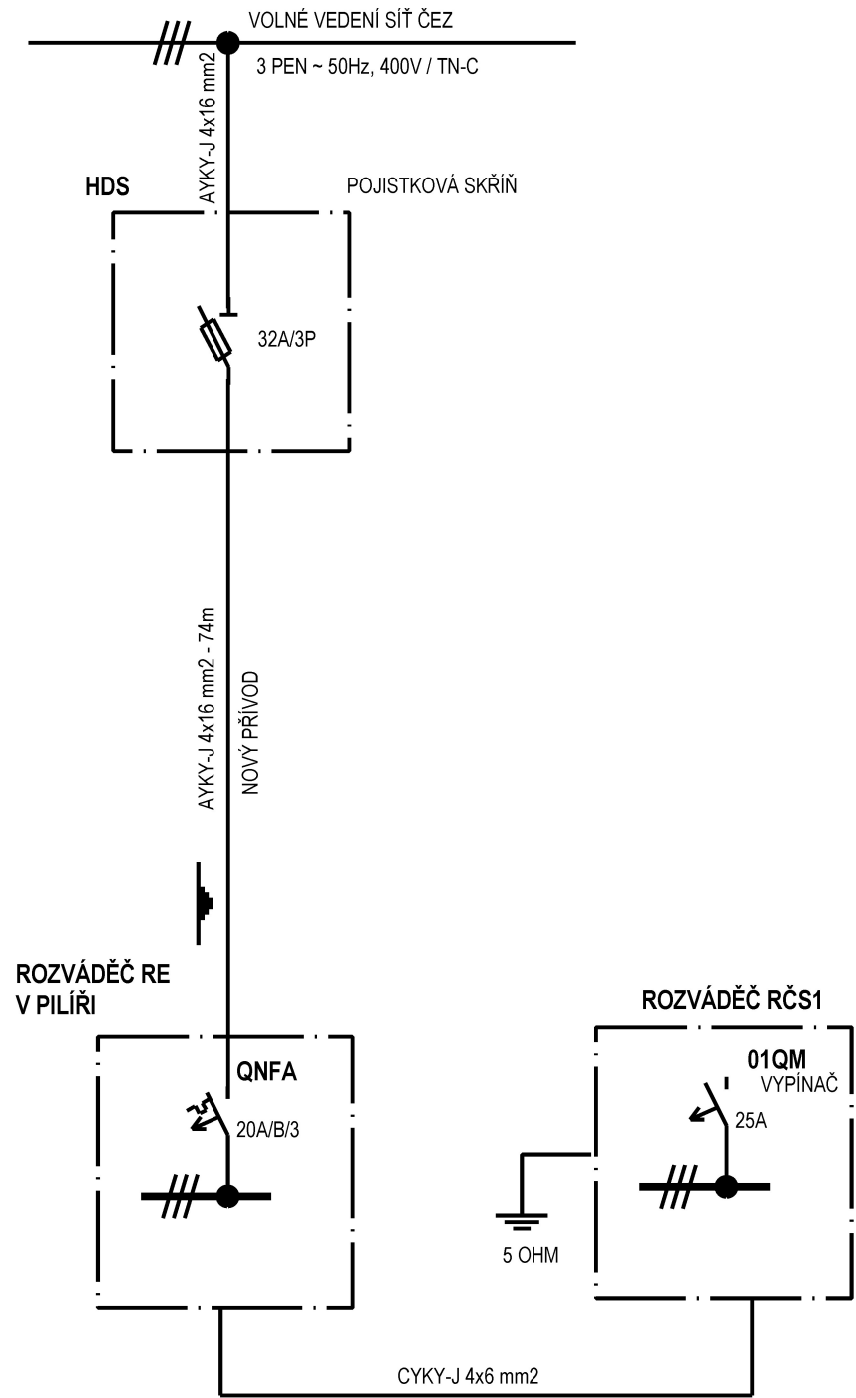 VOLNÉ VEDENÍ SÍŤ ČEZ
3 PEN ~ 50Hz, 400V / TN-C
AYKY-J 4x16 mm2
HDS
POJISTKOVÁ SKŘÍŇ
32A/3P
AYKY-J 4x16 mm2 - 74m
NOVÝ PŘÍVOD
ROZVÁDĚČ RE
V PILÍŘI
QNFA
20A/B/3
ROZVÁDĚČ RČS1
01QM
VYPÍNAČ
25A
5 OHM
CYKY-J 4x6 mm2